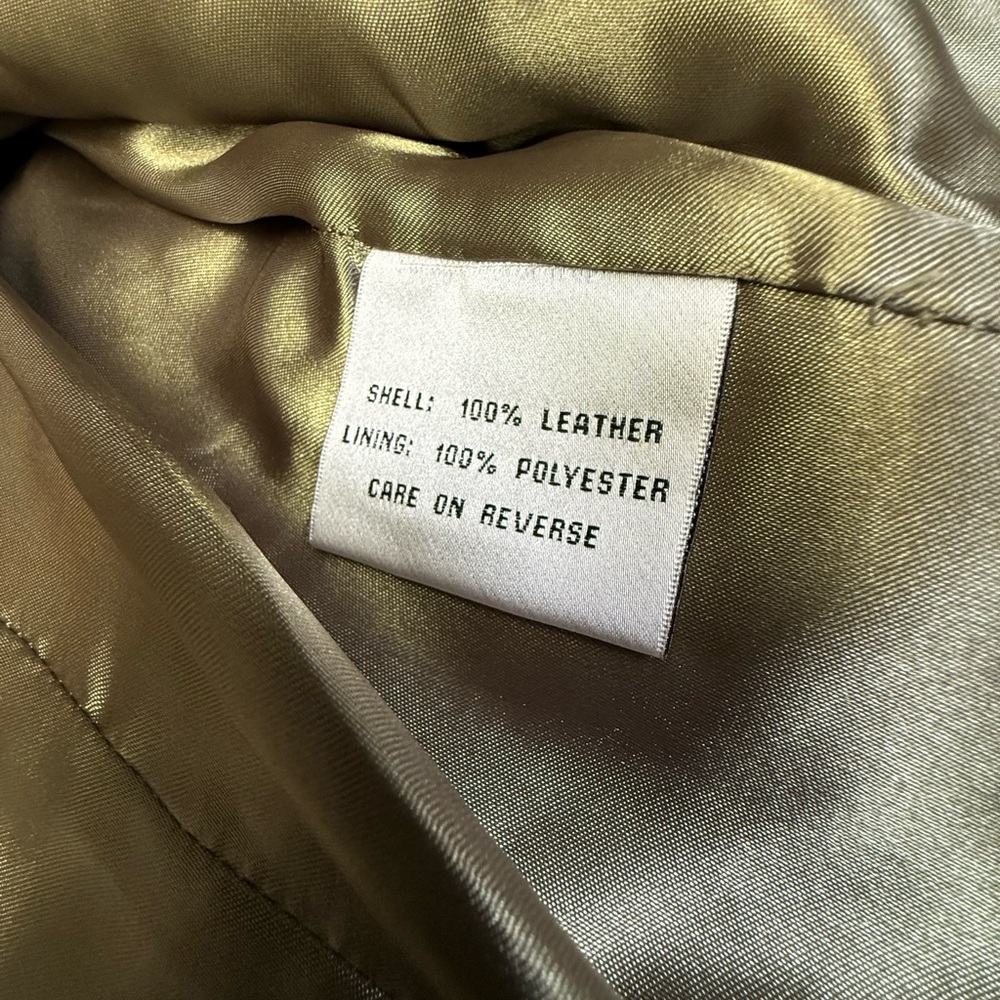 SHELL: 100% LEATHER
LINING: 100% POLYESTER
CARE ON REVERSE